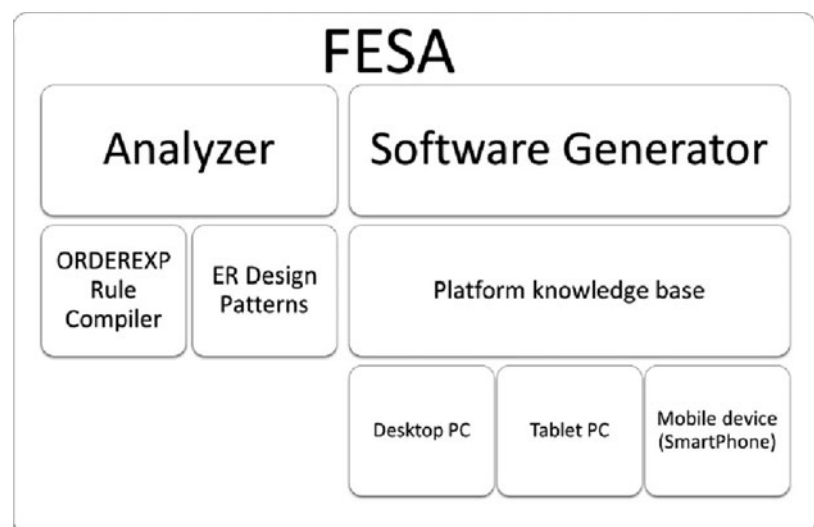 FESA
Analyzer
Software Generator
ORDEREXP
Rule
Compiler
ER Design
Patterns
Platform knowledge base
Desktop PC
Tablet PC
Mobile device
(SmartPhone)